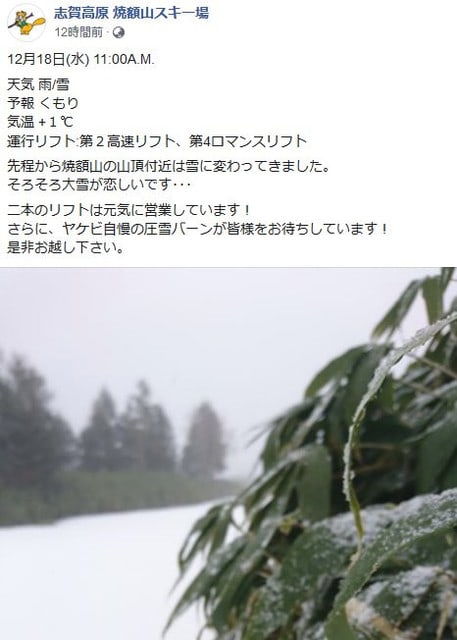 志賀高原 焼額山スキー場
12時間前・
12月18日(水) 11:00A.M.
天気 雨/雪
予報 くもり
気温 +１℃
運行リフト:第２高速リフト、第4ロマンスリフト
先程から焼額山の山頂付近は雪に変わってきました。
そろそろ大雪が恋しいです･･･
二本のリフトは元気に営業しています！
さらに、ヤケビ自慢の圧雪バーンが皆様をお待ちしています！
是非お越し下さい。